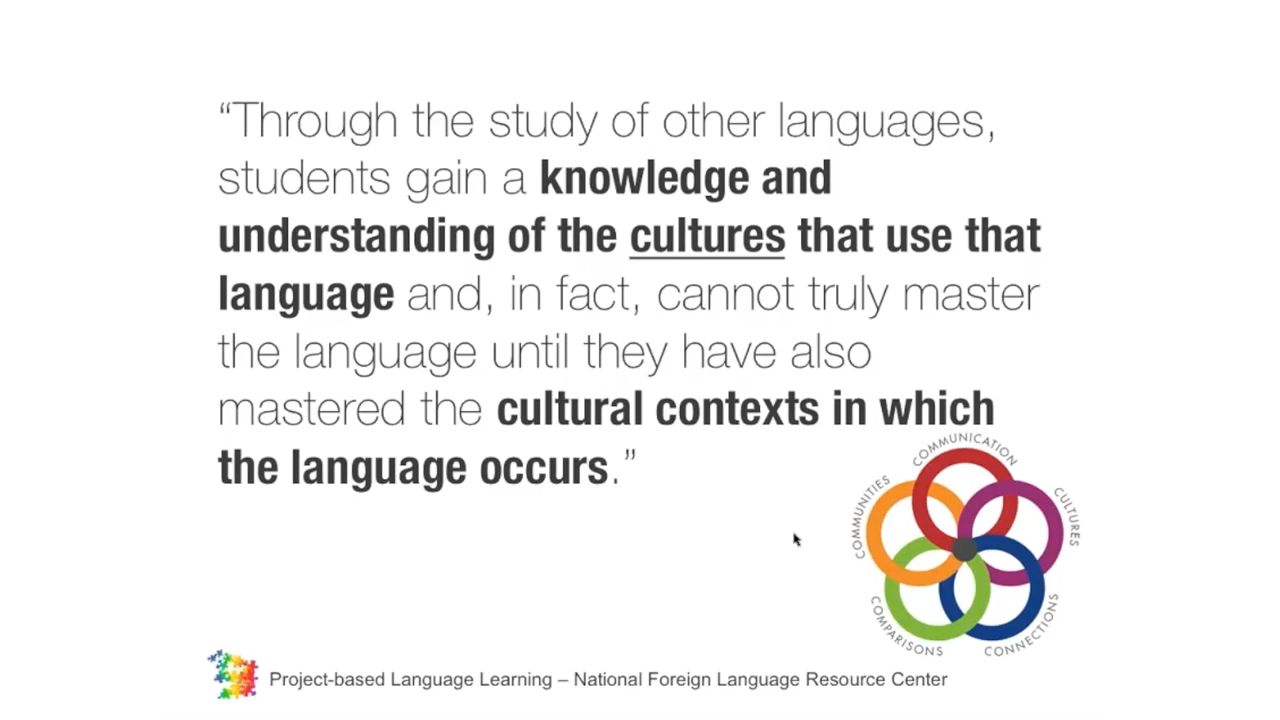 “Through the study of other languages,
students gain a knowledge and
understanding of the cultures that use that
language and, in fact, cannot truly master
the language until they have also
mastered the cultural contexts in which
the language occurs.”
COMMUNICATION
COMMUNITIES
CULTURES
COMPARISONS
CONNECTIONS
Project-based Language Learning – National Foreign Language Resource Center